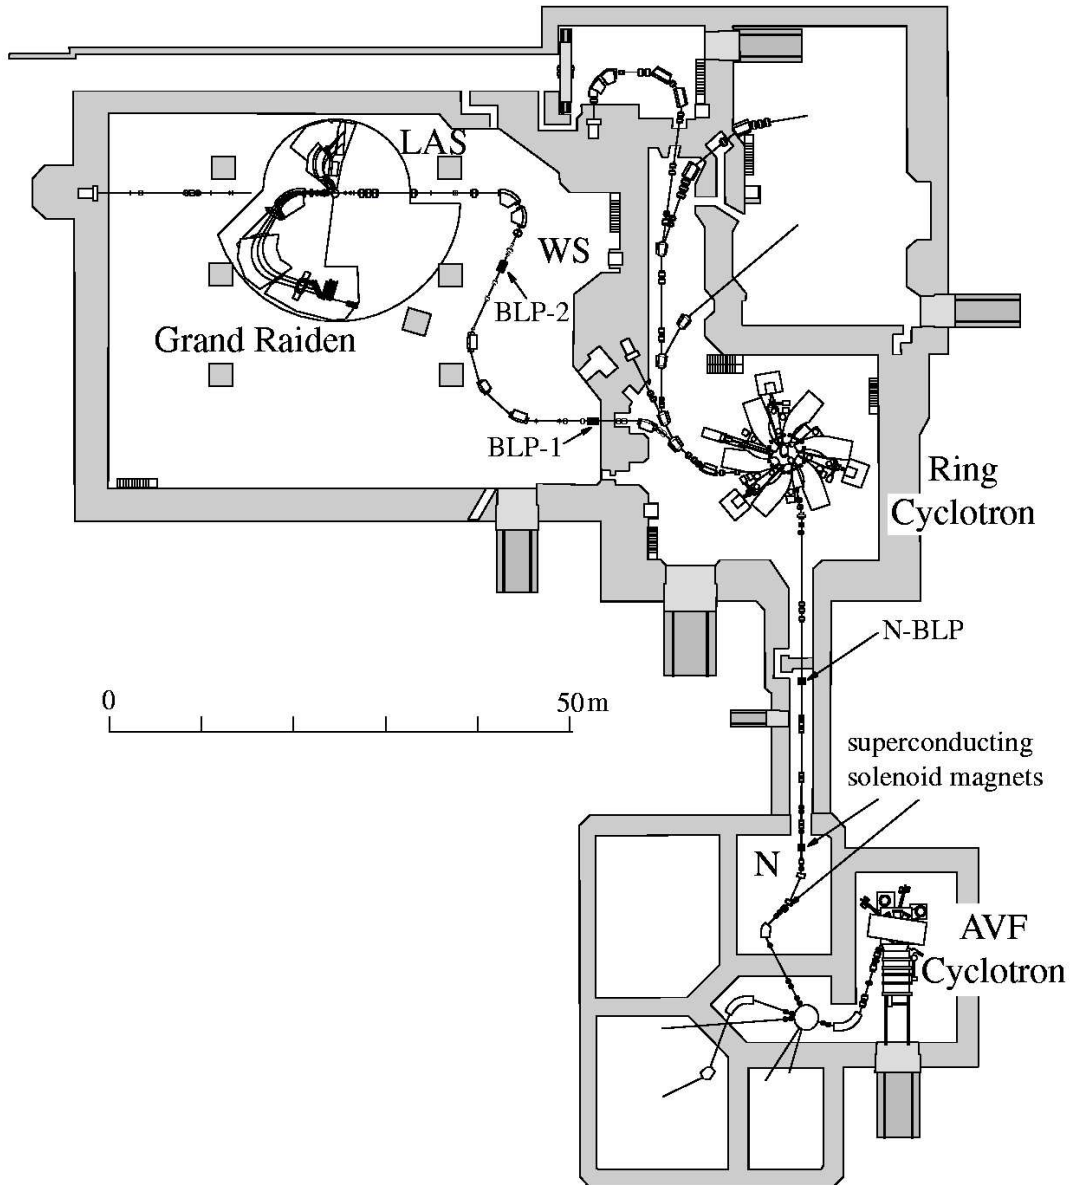 LAS
WS
BLP-2
Grand Raiden
BLP-1
Ring
Cyclotron
N-BLP
0
50m
superconducting
solenoid magnets
N
AVF
Cyclotron